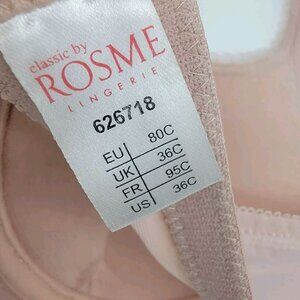 classic by
ROSME
LINGERIE
626718
EU 80C
UK 36C
FR 95C
US 36C